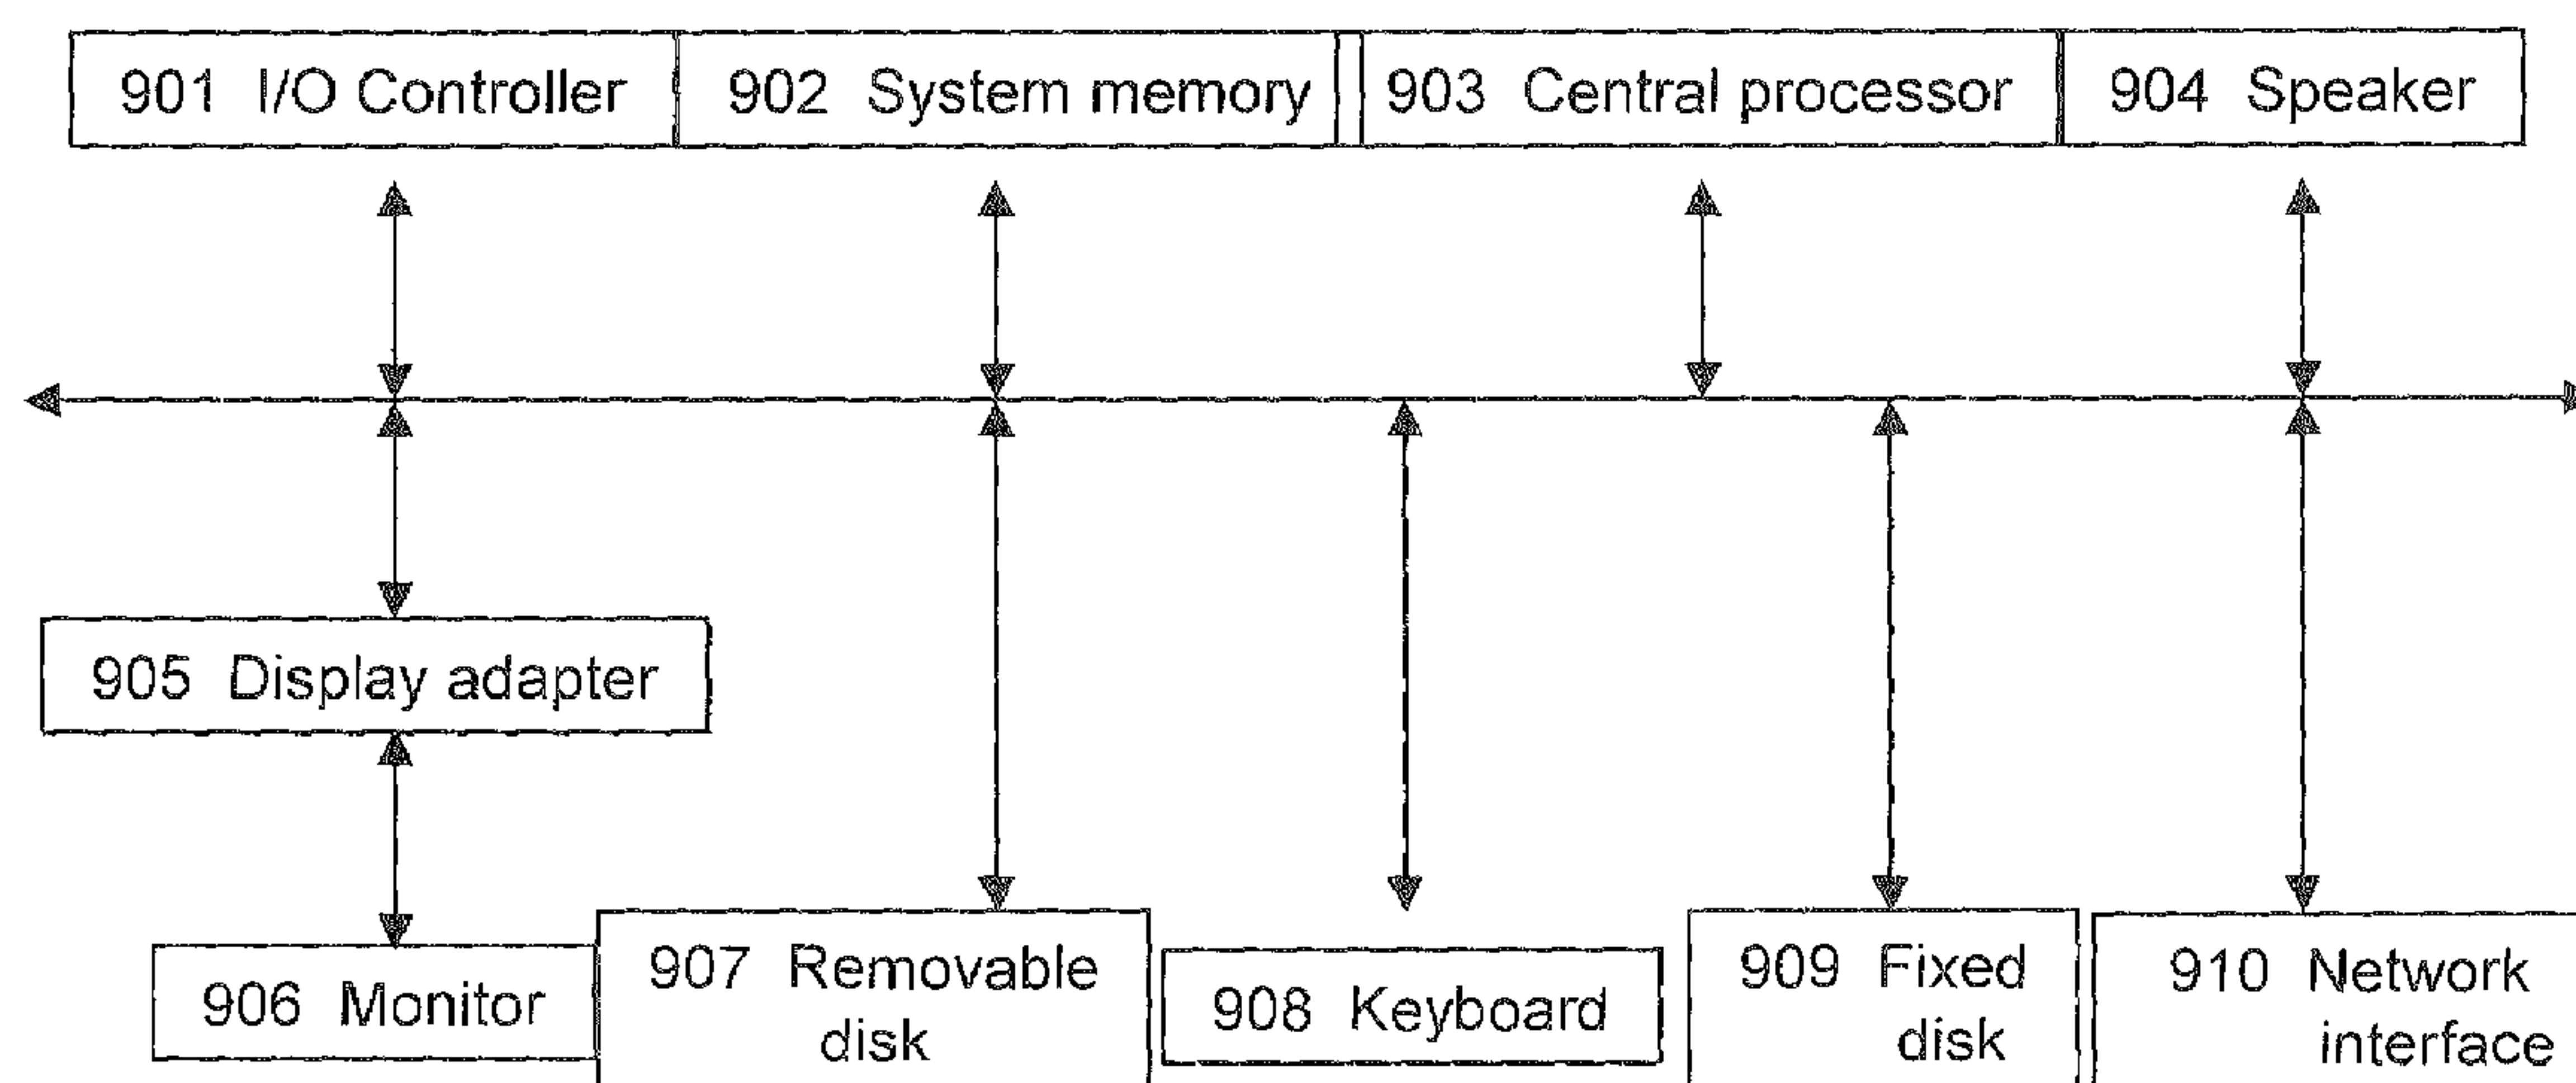 901 I/O Controller
902 System memory
903 Central processor
904 Speaker
905 Display adapter
906 Monitor
907 Removable
disk
908 Keyboard
909 Fixed
disk
910 Network
interface